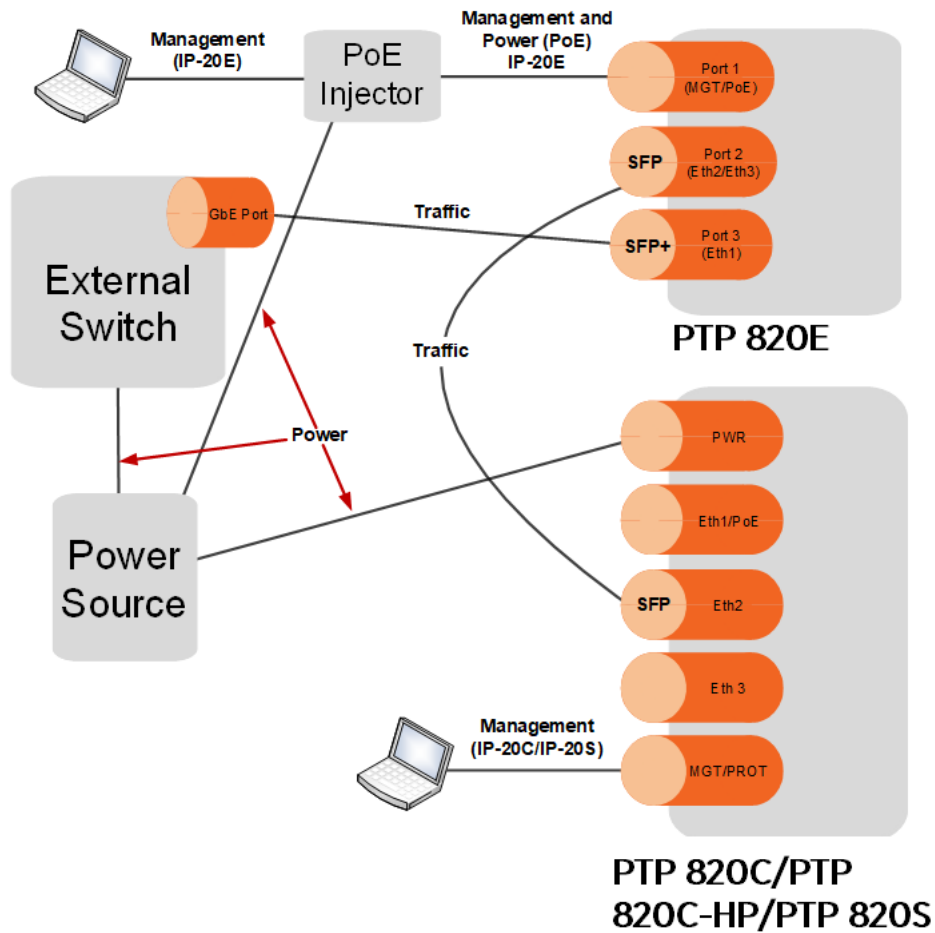 Management
(IP-20E)
PoE
Injector
Management and
Power (PoE)
IP-20E
Port 1
(MGT/PoE)
SFP
Port 2
(Eth2/Eth3)
GbE Port
Traffic
SFP+
Port 3
(Eth1)
External
Switch
PTP 820E
Traffic
Power
PWR
Eth1/PoE
Power
Source
SFP
Eth2
Eth 3
Management
(IP-20C/IP-20S)
MGT/PROT
PTP 820C/PTP
820C-HP/PTP 820S